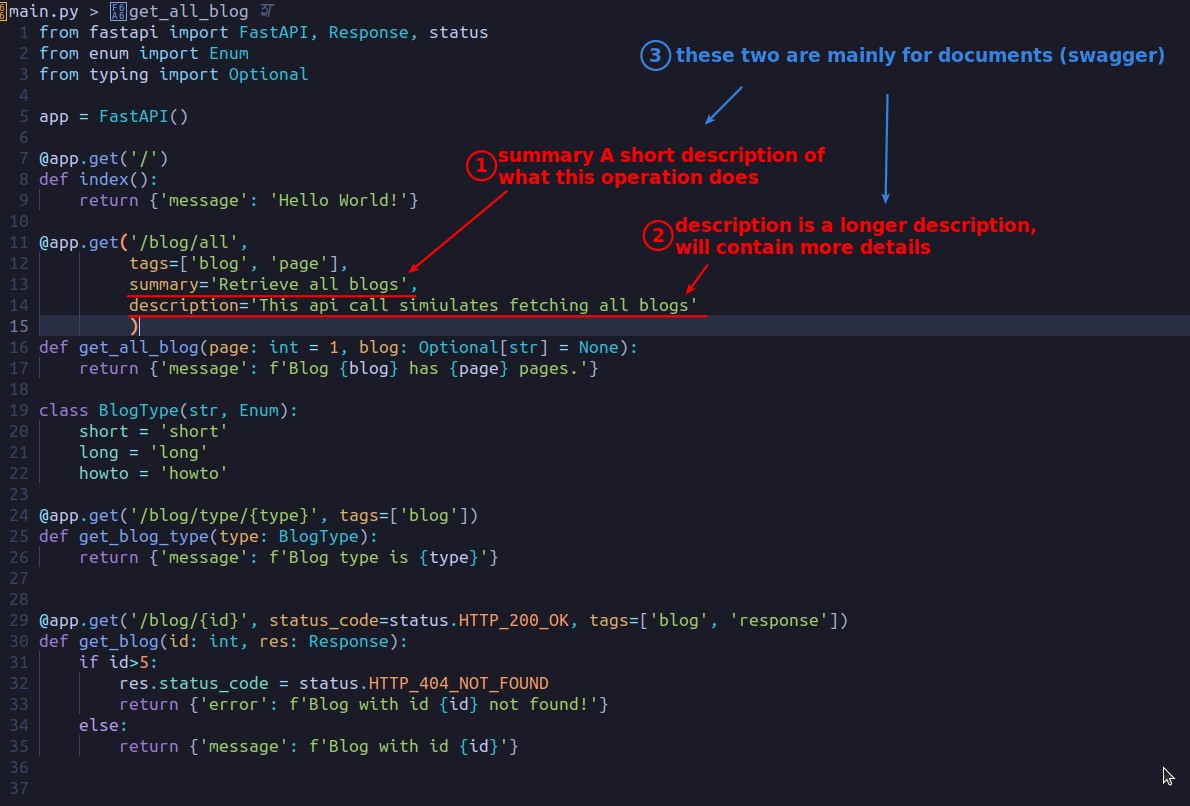 main.py > get_all_blog
1 from fastapi import FastAPI, Response, status
2 from enum import Enum
3 from typing import Optional
4
5 app = FastAPI()
6
7 @app.get('/')
8 def index():
9     return {'message': 'Hello World!'}
10
11 @app.get('/blog/all',
12          tags=['blog', 'page'],
13          summary='Retrieve all blogs',
14          description='This api call simiulates fetching all blogs'
15          )
16 def get_all_blog(page: int = 1, blog: Optional[str] = None):
17     return {'message': f'Blog {blog} has {page} pages.'}
18
19 class BlogType(str, Enum):
20     short = 'short'
21     long = 'long'
22     howto = 'howto'
23
24 @app.get('/blog/type/{type}', tags=['blog'])
25 def get_blog_type(type: BlogType):
26     return {'message': f'Blog type is {type}'}
27
28
29 @app.get('/blog/{id}', status_code=status.HTTP_200_OK, tags=['blog', 'response'])
30 def get_blog(id: int, res: Response):
31     if id>5:
32         res.status_code = status.HTTP_404_NOT_FOUND
33         return {'error': f'Blog with id {id} not found!'}
34     else:
35         return {'message': f'Blog with id {id}'}
36
37
3 these two are mainly for documents (swagger)
1 summary A short description of
what this operation does
2 description is a longer description,
will contain more details